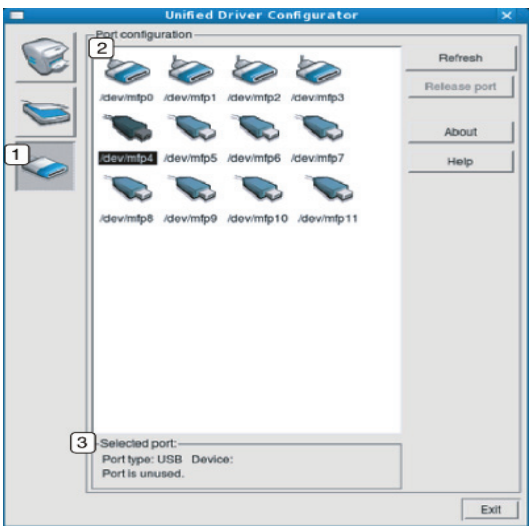 Unified Driver Configurator
Port configuration
2
/dev/mfp0 /dev/mfp1 /dev/mfp2 /dev/mfp3
/dev/mfp4 /dev/mfp5 /dev/mfp6 /dev/mfp7
/dev/mfp8 /dev/mfp9 /dev/mfp10 /dev/mfp11
Refresh
Release port
About
Help
1
3
Selected port:
Port type: USB Device:
Port is unused.
Exit